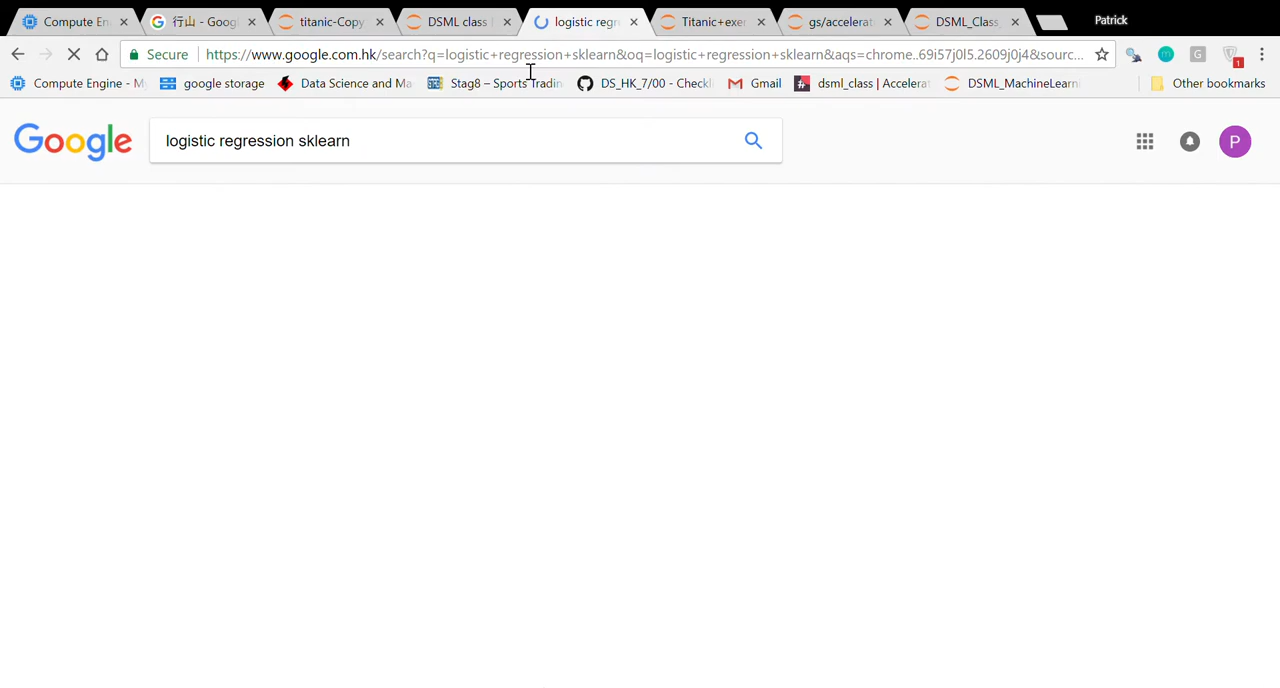 Compute En 行山 - Goog titanic-Copy DSML class logistic regr Titanic+exer gs/accelerat DSML_Class Patrick
Secure https://www.google.com.hk/search?q=logistic+regression+sklearn&oq=logistic+regression+sklearn&aqs=chrome..69i57j0l5.2609j0j4&sourc...
Compute Engine - My google storage Data Science and Ma Stag8 – Sports Tradin DS_HK_7/00 - Checkl Gmail dsml_class | Accelerat DSML_MachineLearni Other bookmarks
Google logistic regression sklearn P